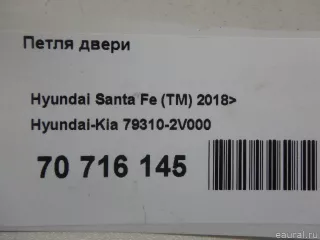 Петля двери
Hyundai Santa Fe (TM) 2018>
Hyundai-Kia 79310-2V000
70 716 145
eaural.ru